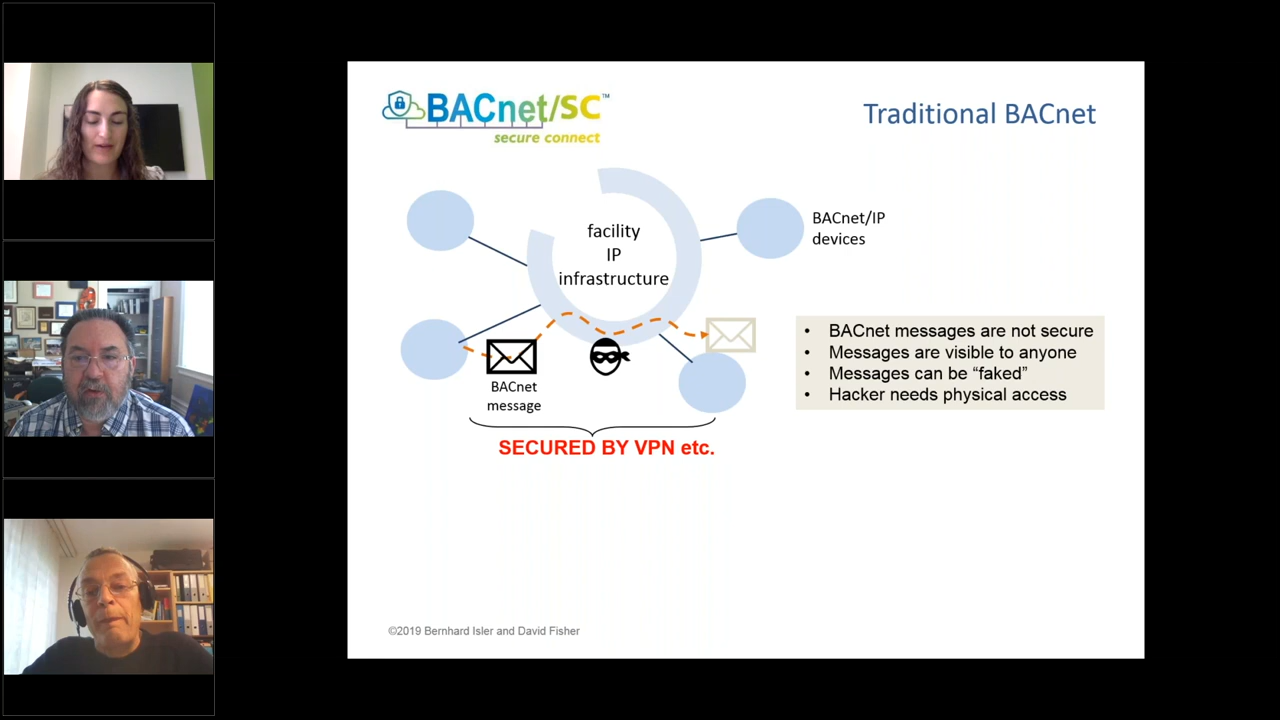 BACnet/SC™
secure connect
Traditional BACnet
facility
IP
infrastructure
BACnet/IP
devices
BACnet
message
SECURED BY VPN etc.
• BACnet messages are not secure
• Messages are visible to anyone
• Messages can be “faked”
• Hacker needs physical access
©2019 Bernhard Isler and David Fisher